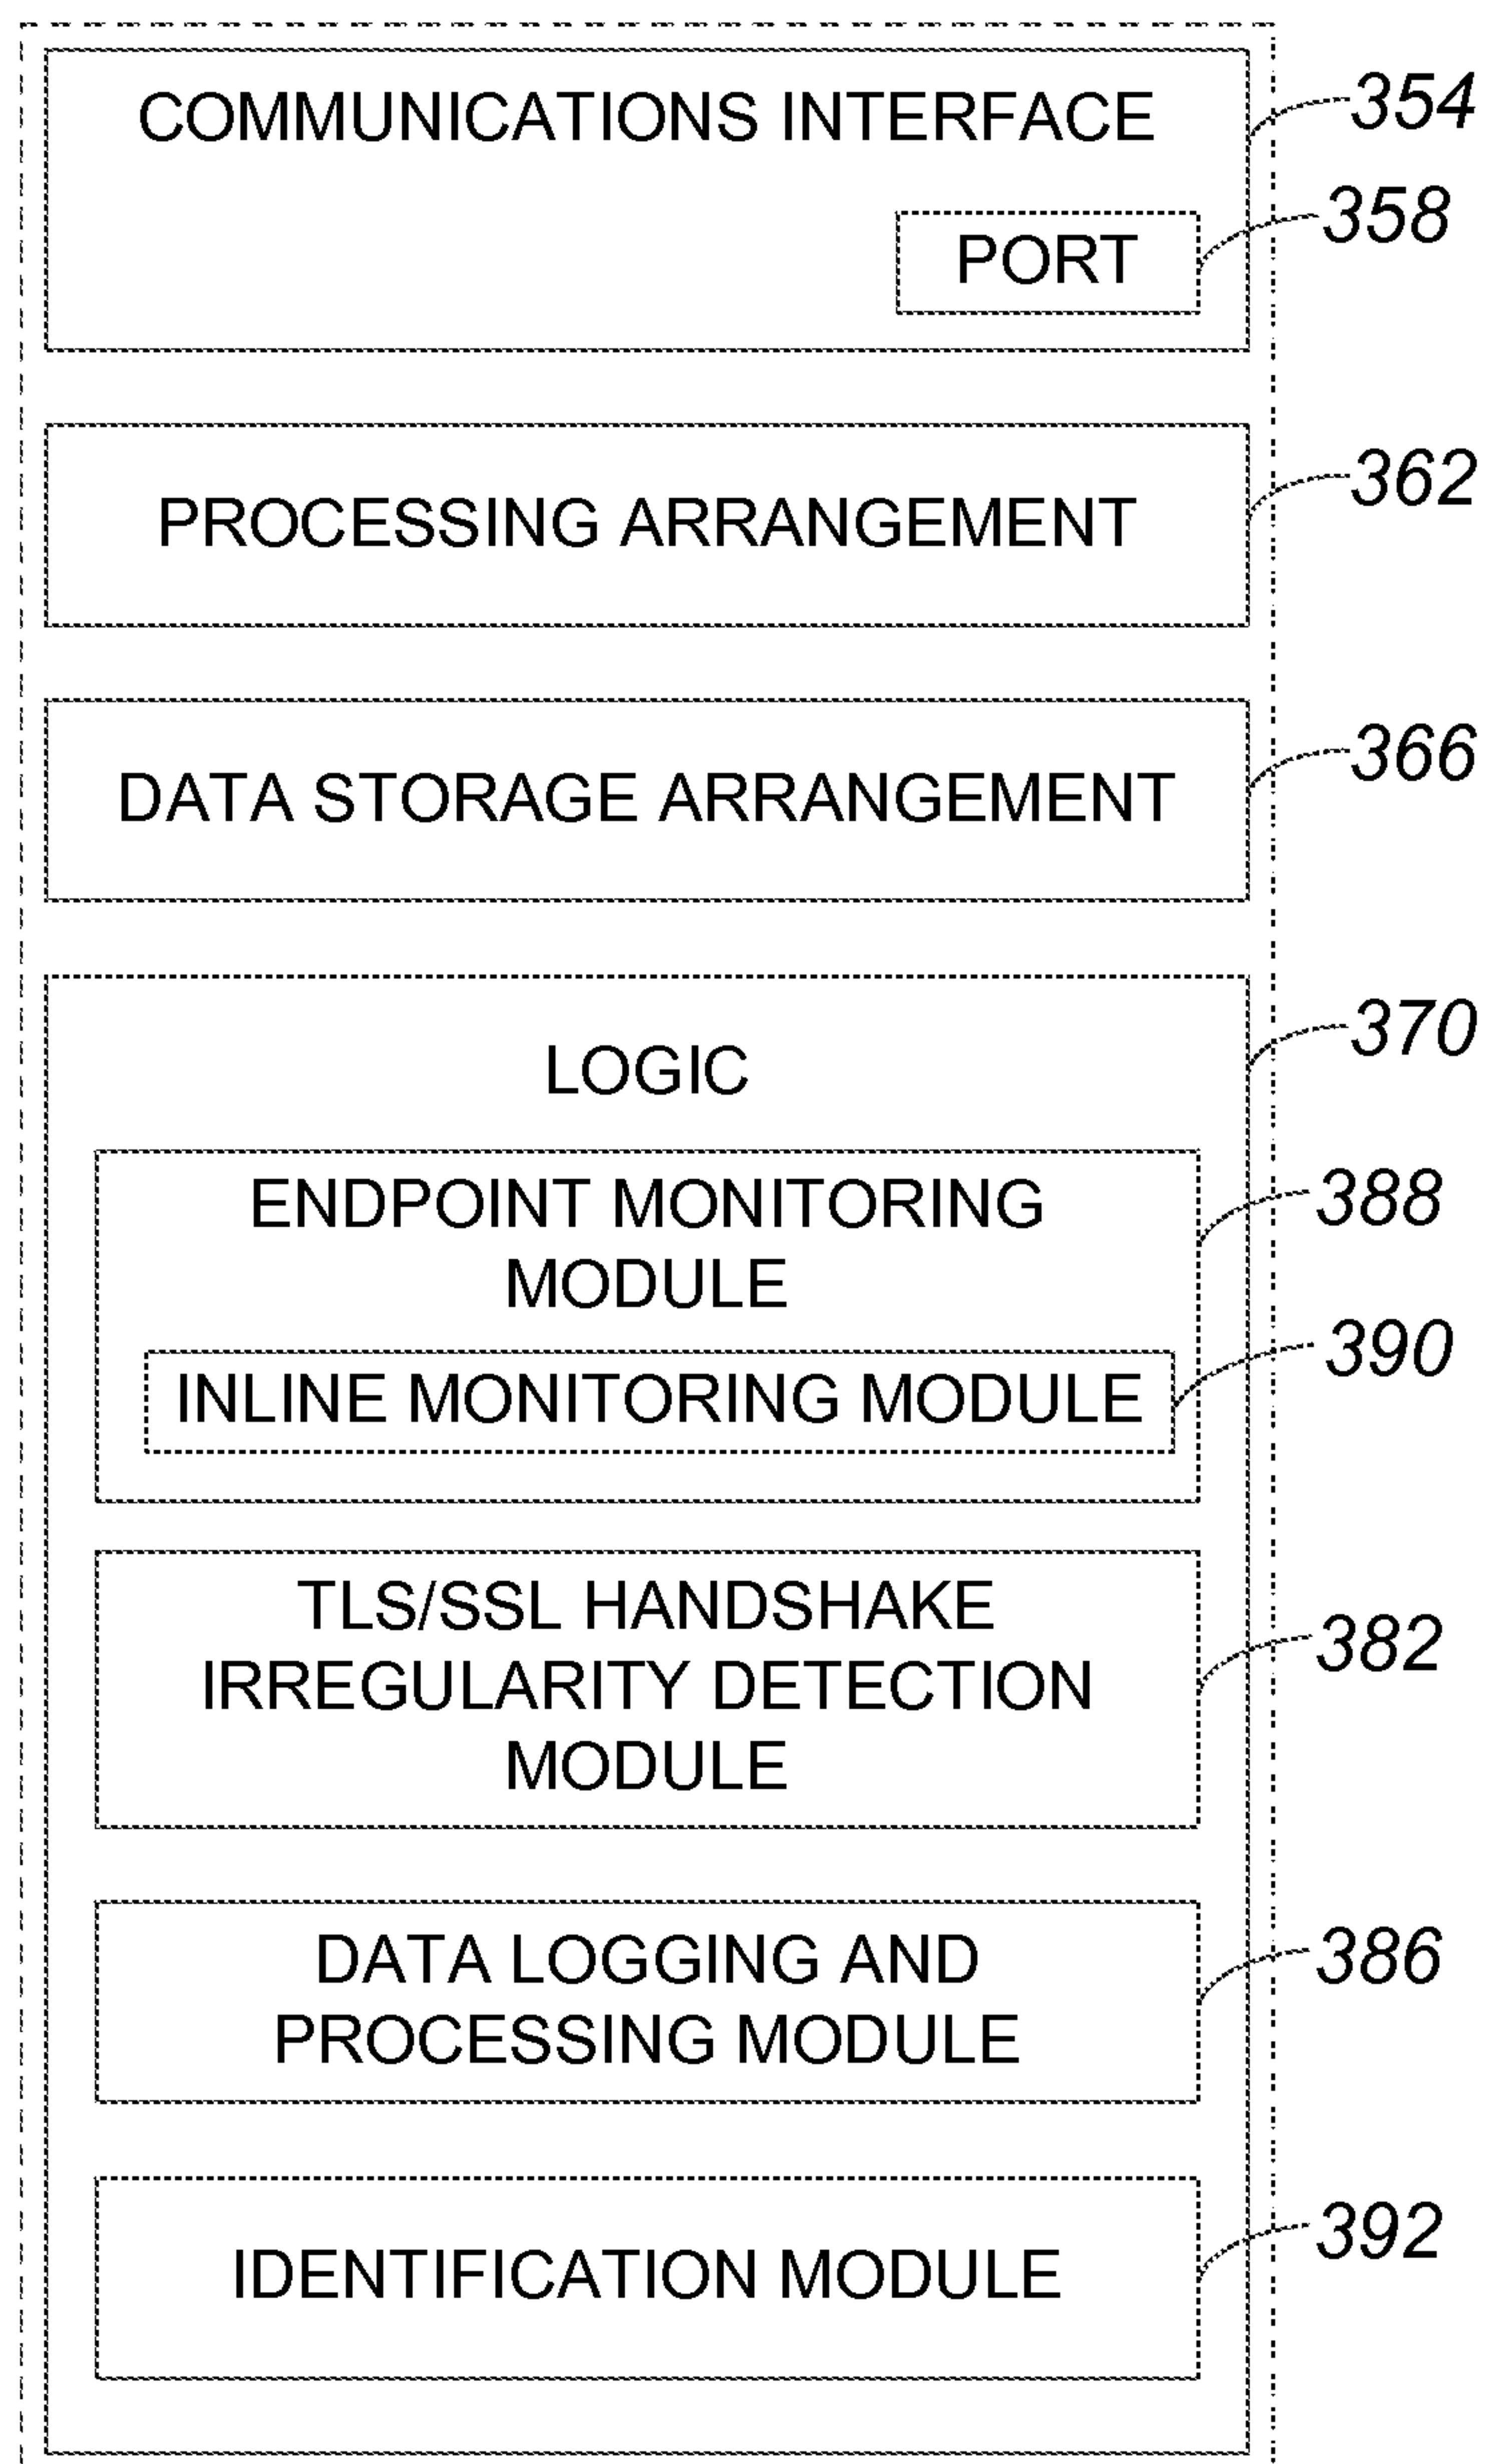 COMMUNICATIONS INTERFACE
354
PORT
358
PROCESSING ARRANGEMENT
362
DATA STORAGE ARRANGEMENT
366
LOGIC
370
ENDPOINT MONITORING
MODULE
388
INLINE MONITORING MODULE
390
TLS/SSL HANDSHAKE
IRREGULARITY DETECTION
MODULE
382
DATA LOGGING AND
PROCESSING MODULE
386
IDENTIFICATION MODULE
392